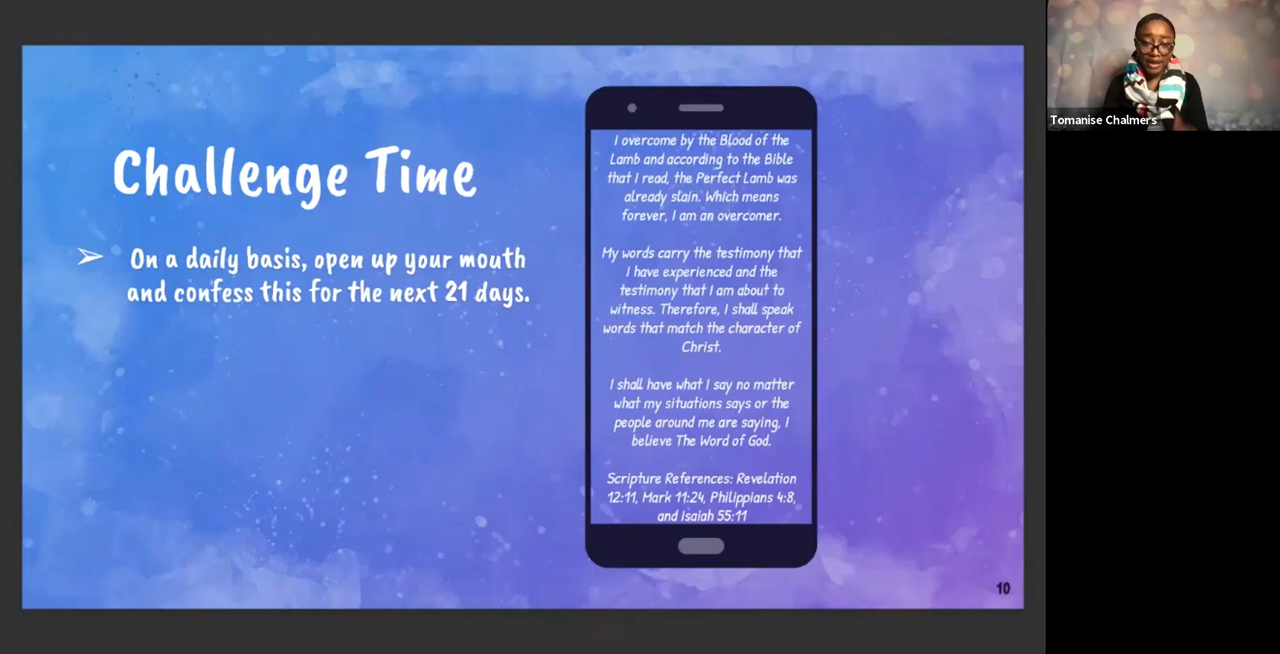 Challenge Time
On a daily basis, open up your mouth
and confess this for the next 21 days.
I overcome by the Blood of the
Lamb and according to the Bible
that I read, the Perfect Lamb was
already slain. Which means
forever, I am an overcomer.
My words carry the testimony that
I have experienced and the
testimony that I am about to
witness. Therefore, I shall speak
words that match the character of
Christ.
I shall have what I say no matter
what my situations says or the
people around me are saying, I
believe The Word of God.
Scripture References: Revelation
12:11, Mark 11:24, Philippians 4:8,
and Isaiah 55:11
10
Tomanise Chalmers